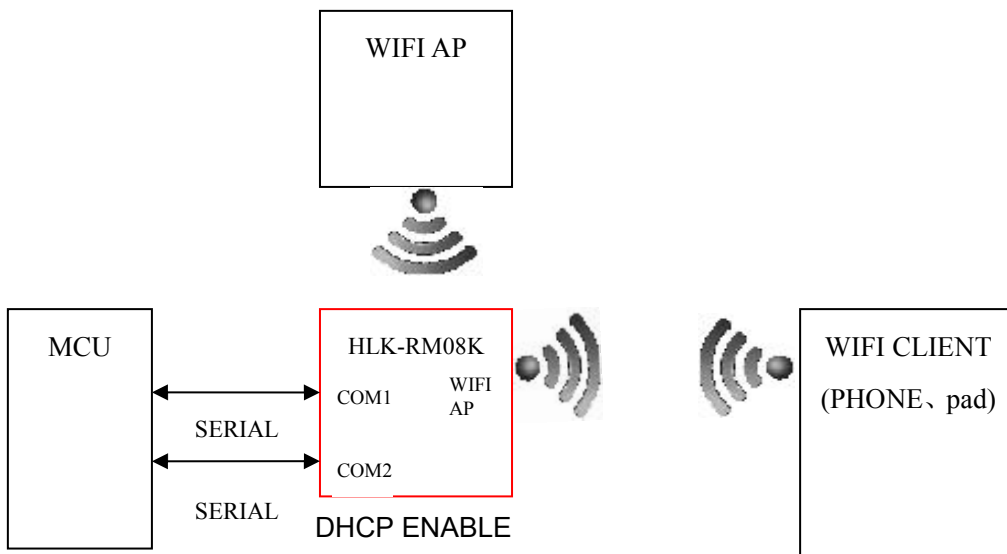 WIFI AP
MCU
SERIAL
SERIAL
HLK-RM08K
COM1
WIFI
AP
COM2
DHCP ENABLE
WIFI CLIENT
(PHONE、pad)